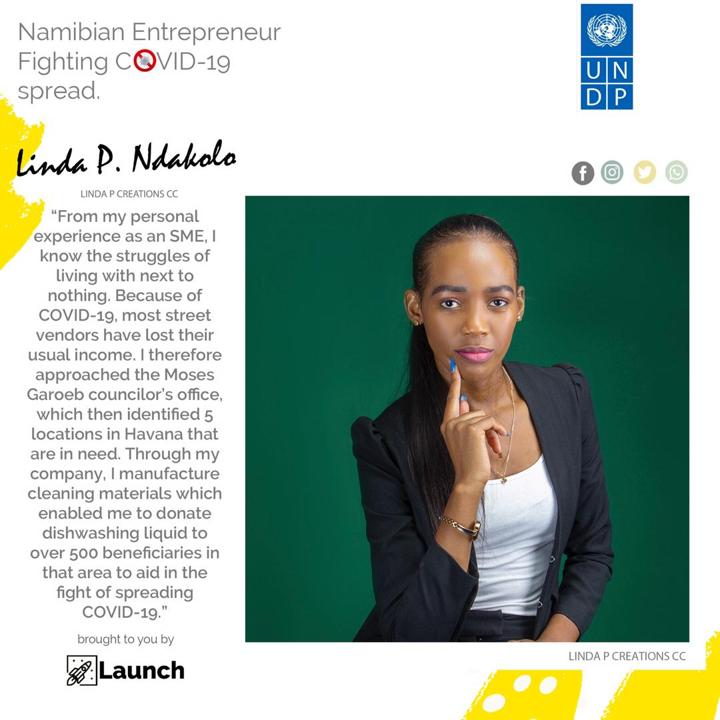 Namibian Entrepreneur
Fighting COVID-19
spread.
UN
DP
Linda P. Ndakolo
LINDA P CREATIONS CC
“From my personal
experience as an SME, I
know the struggles of
living with next to
nothing. Because of
COVID-19, most street
vendors have lost their
usual income. I therefore
approached the Moses
Garoeb councilor's office,
which then identified 5
locations in Havana that
are in need. Through my
company, I manufacture
cleaning materials which
enabled me to donate
dishwashing liquid to
over 500 beneficiaries in
that area to aid in the
fight of spreading
COVID-19.”
brought to you by
Launch
LINDA P CREATIONS CC